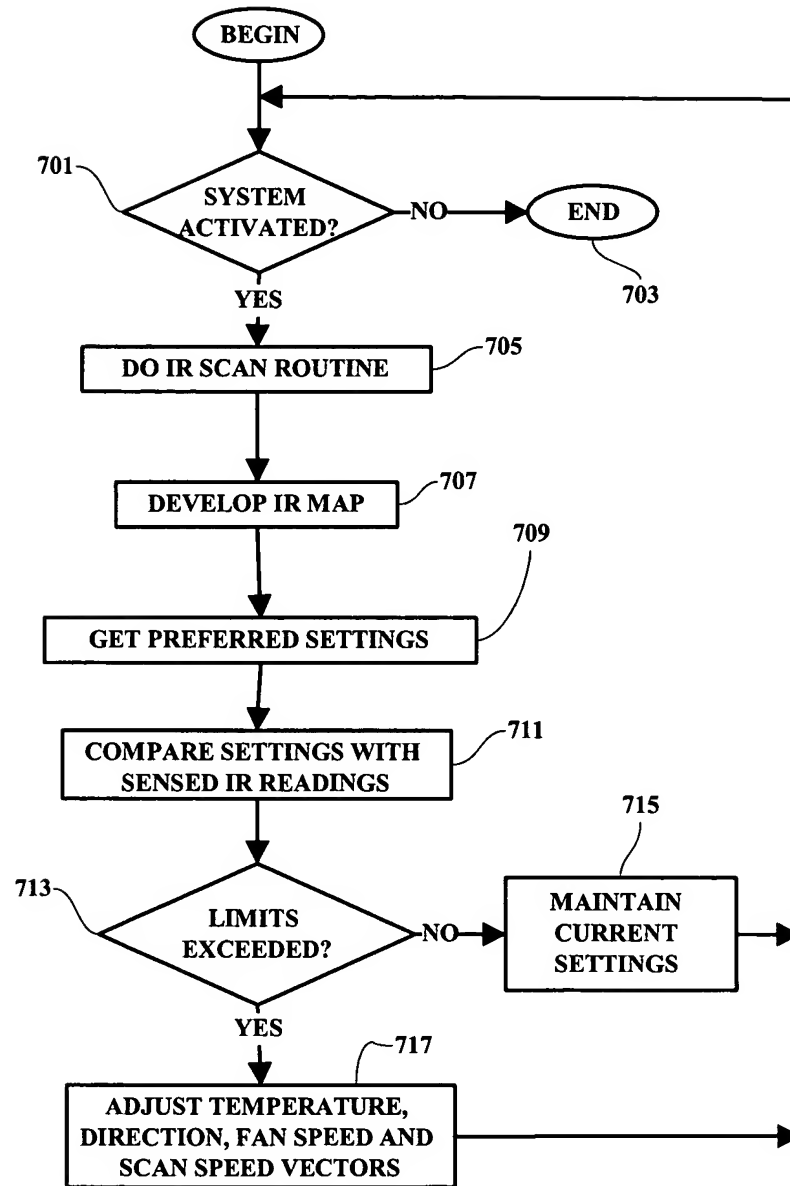 BEGIN
701
SYSTEM
ACTIVATED?
NO
END
703
YES
DO IR SCAN ROUTINE
705
DEVELOP IR MAP
707
709
GET PREFERRED SETTINGS
COMPARE SETTINGS WITH
SENSED IR READINGS
711
713
LIMITS
EXCEEDED?
NO
715
MAINTAIN
CURRENT
SETTINGS
YES
717
ADJUST TEMPERATURE,
DIRECTION, FAN SPEED AND
SCAN SPEED VECTORS